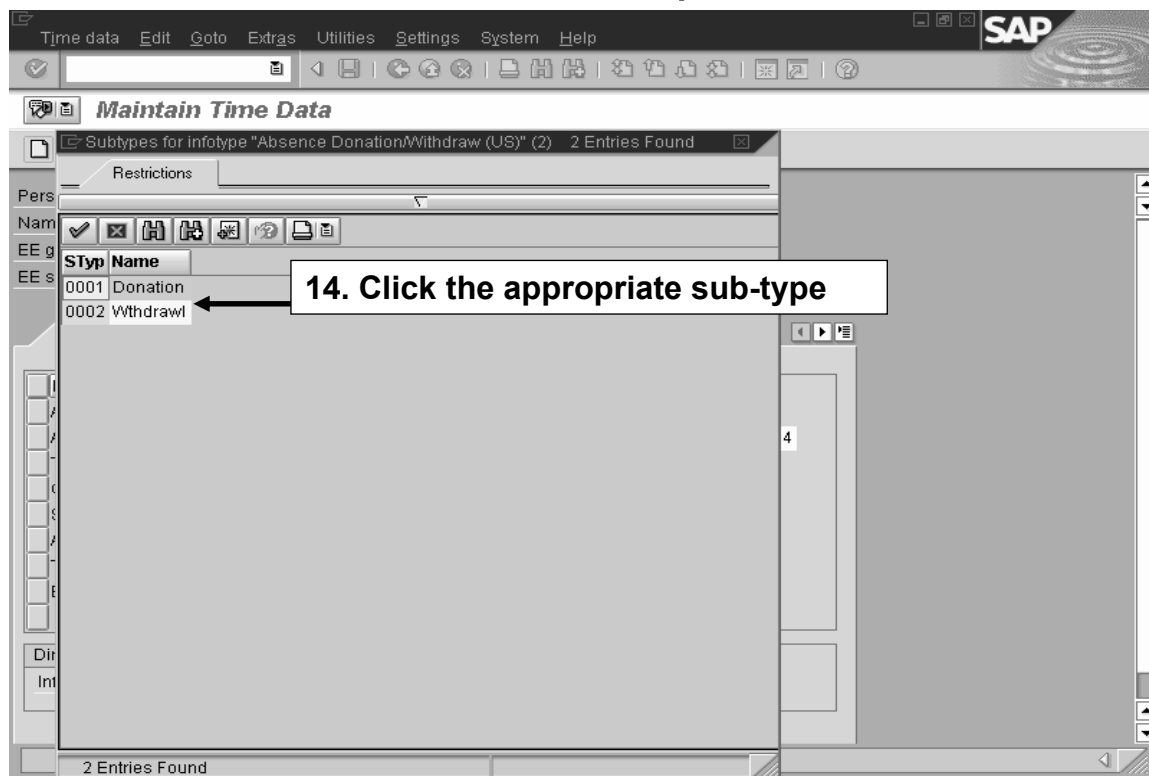 Time data Edit Goto Extras Utilities Settings System Help
SAP
Maintain Time Data
Subtypes for infotype "Absence Donation/Withdraw (US)" (2) 2 Entries Found
Restrictions
Pers
Nam
EE g
EE s
STyp Name
0001 Donation
0002 Wthdrawl
14. Click the appropriate sub-type
4
Dir
Int
2 Entries Found